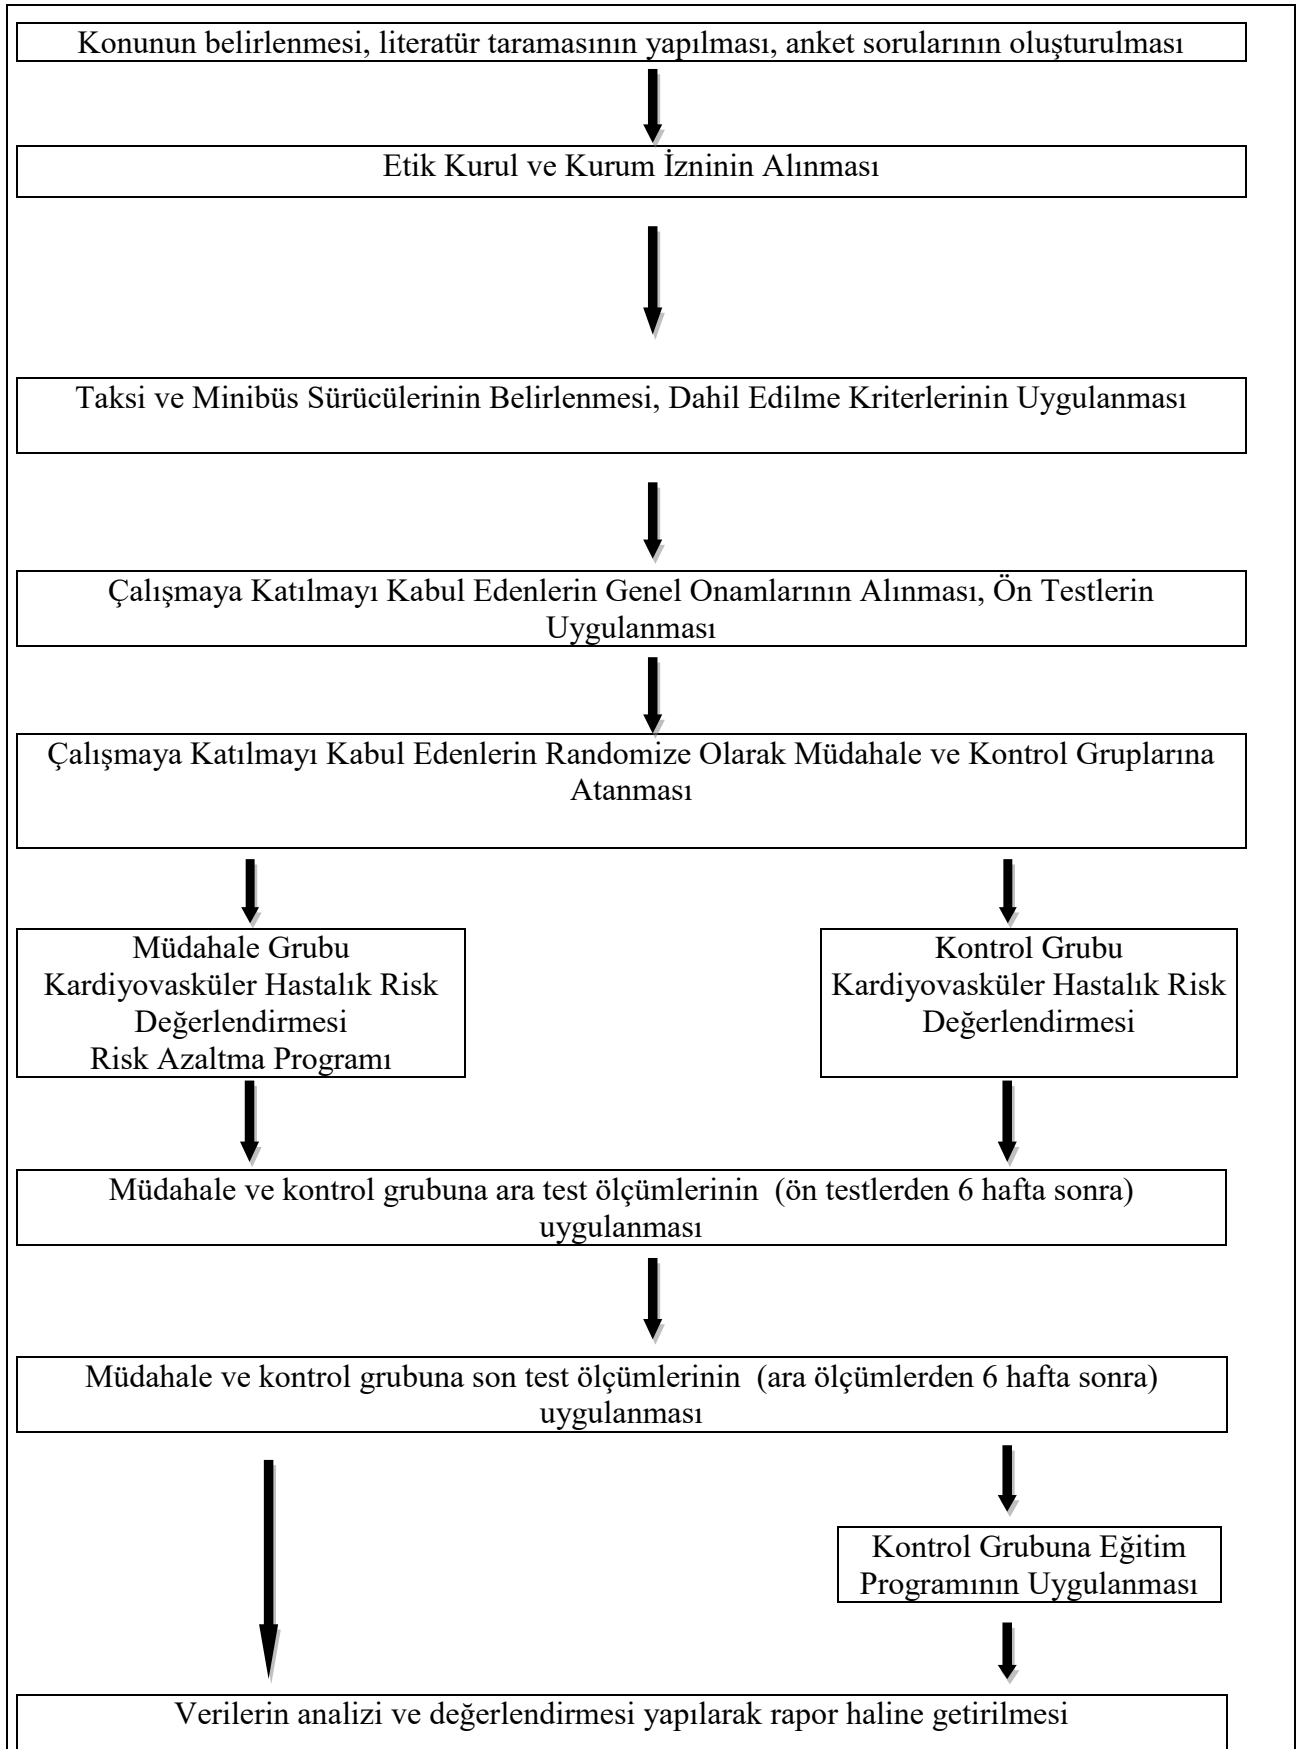 Konunun belirlenmesi, literatür taramasının yapılması, anket sorularının oluşturulması
Etik Kurul ve Kurum İzninin Alınması
Taksi ve Minibüs Sürücülerinin Belirlenmesi, Dahil Edilme Kriterlerinin Uygulanması
Çalışmaya Katılmayı Kabul Edenlerin Genel Onamlarının Alınması, Ön Testlerin
Uygulanması
Çalışmaya Katılmayı Kabul Edenlerin Randomize Olarak Müdahale ve Kontrol Gruplarına
Atanması
Müdahale Grubu
Kardiyovasküler Hastalık Risk
Değerlendirmesi
Risk Azaltma Programı
Kontrol Grubu
Kardiyovasküler Hastalık Risk
Değerlendirmesi
Müdahale ve kontrol grubuna ara test ölçümlerinin  (ön testlerden 6 hafta sonra)
uygulanması
Müdahale ve kontrol grubuna son test ölçümlerinin  (ara ölçümlerden 6 hafta sonra)
uygulanması
Kontrol Grubuna Eğitim
Programının Uygulanması
Verilerin analizi ve değerlendirmesi yapılarak rapor haline getirilmesi